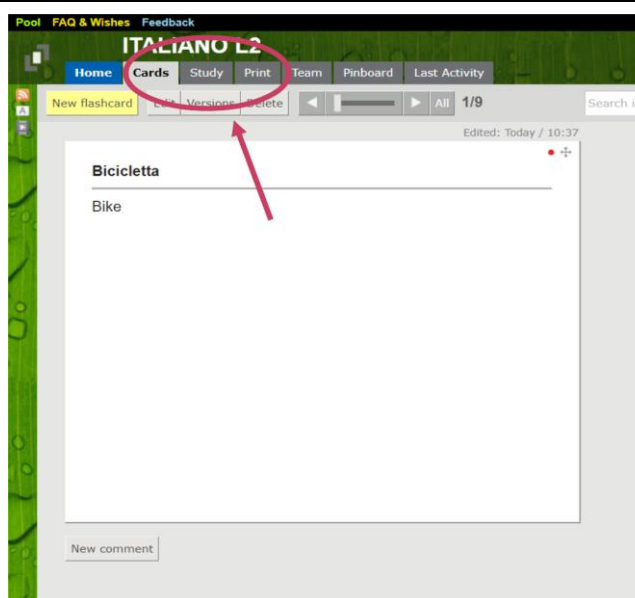 Pool FAQ & Wishes Feedback
ITALIANO L2
Home Cards Study Print Team Pinboard Last Activity
New flashcard Edit Versions Delete All 1/9 Search i
Edited: Today / 10:37
Bicicletta
Bike
New comment